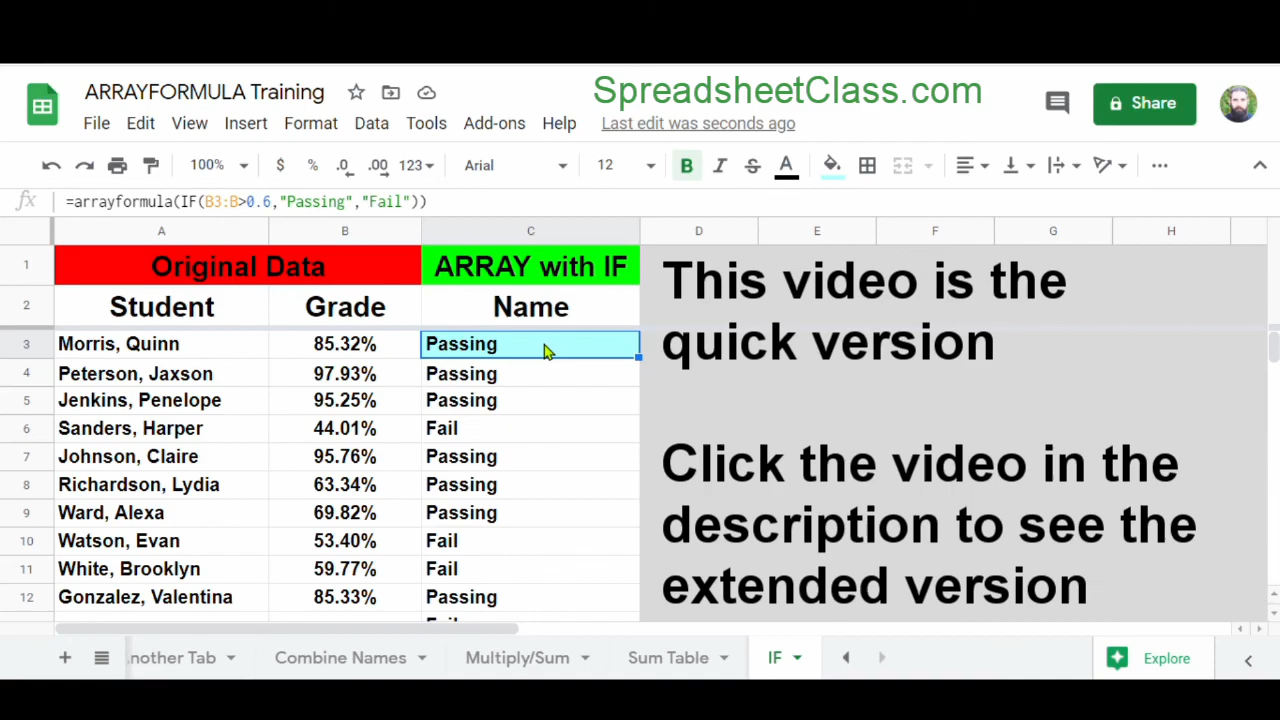 ARRAYFORMULA Training
SpreadsheetClass.com
Share
File Edit View Insert Format Data Tools Add-ons Help Last edit was seconds ago
100% $ % .0 .00 123 Arial 12 B I S A
fx =arrayformula(IF(B3:B>0.6,"Passing","Fail"))
A B C D E F G H
1 Original Data ARRAY with IF
2 Student Grade Name
3 Morris, Quinn 85.32% Passing
4 Peterson, Jaxson 97.93% Passing
5 Jenkins, Penelope 95.25% Passing
6 Sanders, Harper 44.01% Fail
7 Johnson, Claire 95.76% Passing
8 Richardson, Lydia 63.34% Passing
9 Ward, Alexa 69.82% Passing
10 Watson, Evan 53.40% Fail
11 White, Brooklyn 59.77% Fail
12 Gonzalez, Valentina 85.33% Passing
This video is the
quick version
Click the video in the
description to see the
extended version
nother Tab Combine Names Multiply/Sum Sum Table IF Explore